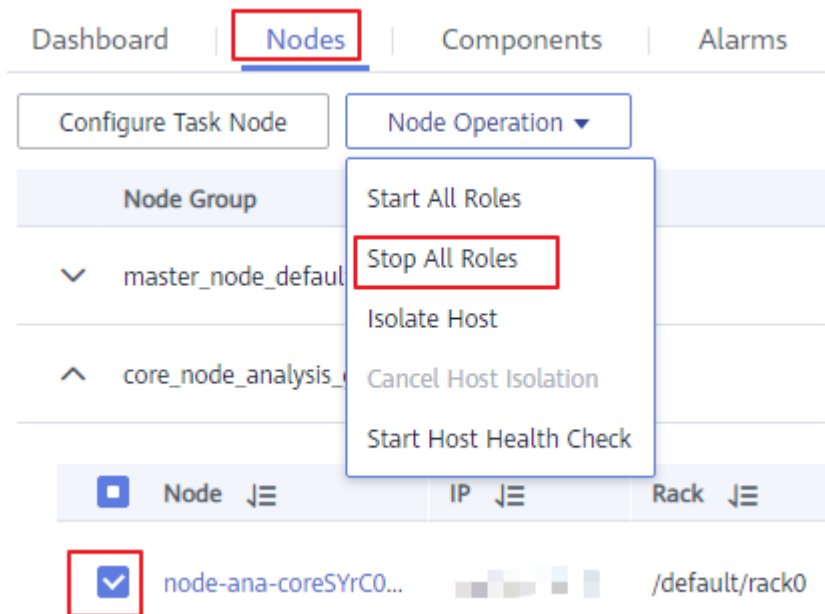 Dashboard Nodes Components Alarms
Configure Task Node Node Operation
Node Group
Start All Roles
Stop All Roles
master_node_defaul
Isolate Host
core_node_analysis_
Cancel Host Isolation
Start Host Health Check
Node IP Rack
node-ana-coreSYrC0... /default/rack0